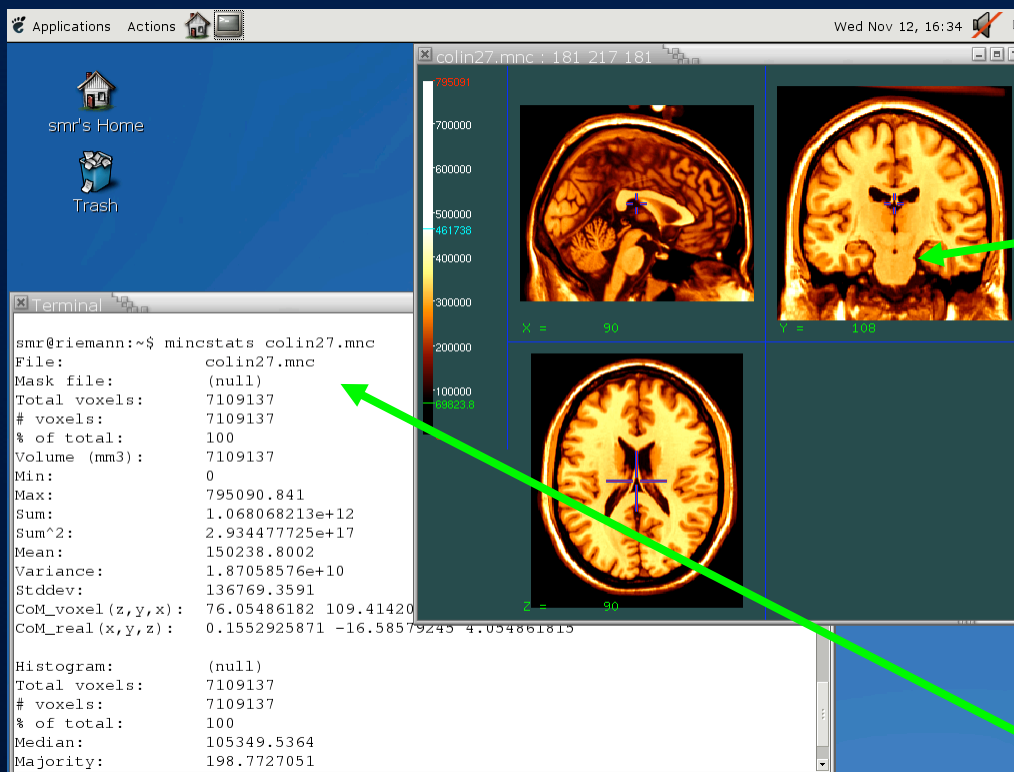 Applications Actions Wed Nov 12, 16:34
smr's Home
Trash
colin27.mnc : 181 217 181
795091
700000
600000
500000
461738
400000
300000
200000
100000
69823.8
X = 90
Y = 108
Z = 90
Terminal
smr@riemann:~$ mincstats colin27.mnc
File: colin27.mnc
Mask file: (null)
Total voxels: 7109137
# voxels: 7109137
% of total: 100
Volume (mm3): 7109137
Min: 0
Max: 795090.841
Sum: 1.068068213e+12
Sum^2: 2.934477725e+17
Mean: 150238.8002
Variance: 1.87058576e+10
Stddev: 136769.3591
CoM_voxel(z,y,x): 76.05486182 109.41420
CoM_real(x,y,z): 0.1552925871 -16.58579245 4.054861815
Histogram: (null)
Total voxels: 7109137
# voxels: 7109137
% of total: 100
Median: 105349.5364
Majority: 198.7727051